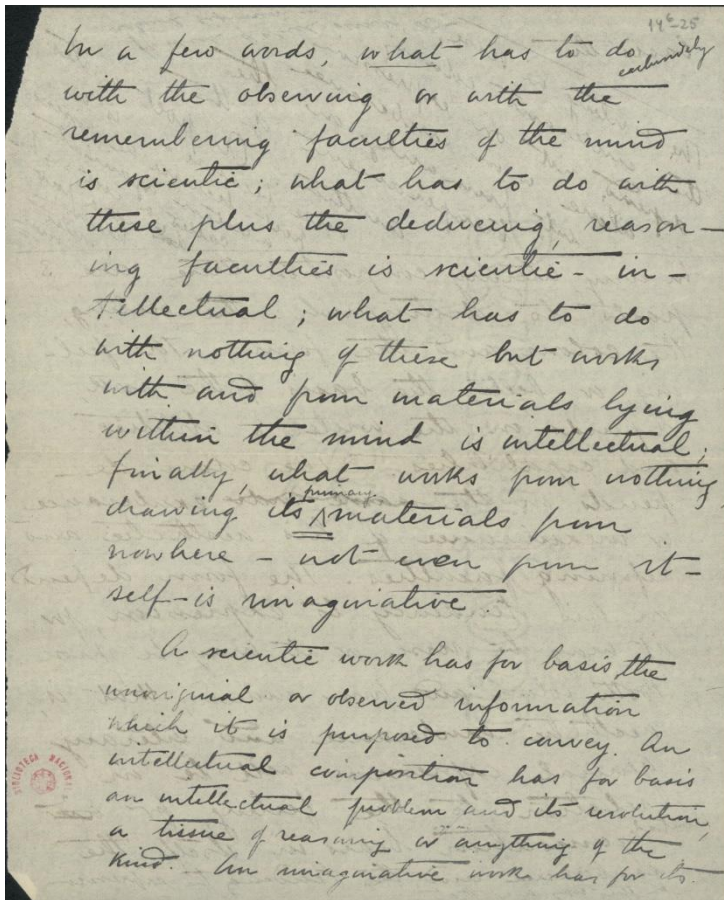 14⁶-25
In a few words, what has to do exclusively
with the observing or with the
remembering faculties of the mind
is scientic; what has to do with
these plus the deducing, reason-
ing faculties is scientic - in-
tellectual; what has to do
with nothing of these but works
with and from materials lying
within the mind is intellectual;
finally, what works from nothing,
drawing its primary materials from
nowhere - not even from it-
self - is imaginative.
A scientic work has for basis the
unoriginal or observed information
which it is purposed to convey. An
intellectual composition has for basis
an intellectual problem and its resolution,
a tissue of reasoning or anything of the
kind. An imaginative work has for its
BIBLIOTECA NACIONAL